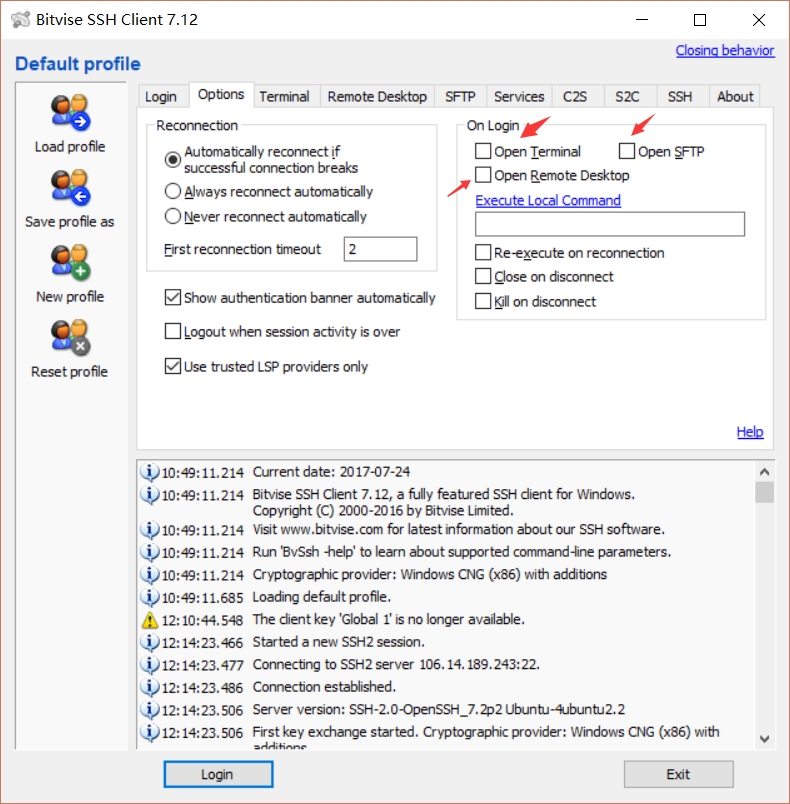 Bitvise SSH Client 7.12
Closing behavior
Default profile
Load profile
Save profile as
New profile
Reset profile
Login Options Terminal Remote Desktop SFTP Services C2S S2C SSH About
Reconnection
Automatically reconnect if
successful connection breaks
Always reconnect automatically
Never reconnect automatically
First reconnection timeout 2
Show authentication banner automatically
Logout when session activity is over
Use trusted LSP providers only
On Login
Open Terminal Open SFTP
Open Remote Desktop
Execute Local Command
Re-execute on reconnection
Close on disconnect
Kill on disconnect
Help
10:49:11.214 Current date: 2017-07-24
10:49:11.214 Bitvise SSH Client 7.12, a fully featured SSH client for Windows.
Copyright (C) 2000-2016 by Bitvise Limited.
10:49:11.214 Visit www.bitvise.com for latest information about our SSH software.
10:49:11.214 Run 'BvSsh -help' to learn about supported command-line parameters.
10:49:11.214 Cryptographic provider: Windows CNG (x86) with additions
10:49:11.685 Loading default profile.
12:10:44.548 The client key 'Global 1' is no longer available.
12:14:23.466 Started a new SSH2 session.
12:14:23.477 Connecting to SSH2 server 106.14.189.243:22.
12:14:23.486 Connection established.
12:14:23.506 Server version: SSH-2.0-OpenSSH_7.2p2 Ubuntu-4ubuntu2.2
12:14:23.506 First key exchange started. Cryptographic provider: Windows CNG (x86) with
additions.
Login Exit